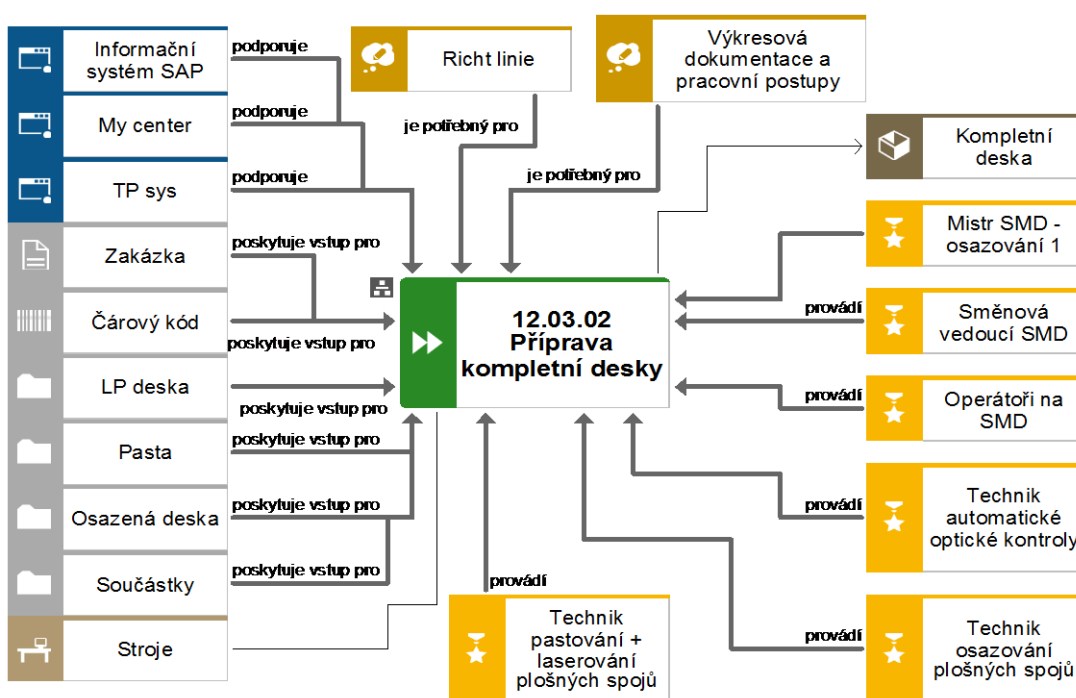 Informační
systém SAP
podporuje
My center
podporuje
TP sys
podporuje
Zakázka
poskytuje vstup pro
Čárový kód
poskytuje vstup pro
LP deska
poskytuje vstup pro
Pasta
poskytuje vstup pro
Osazená deska
poskytuje vstup pro
Součástky
poskytuje vstup pro
Stroje
Richt linie
je potřebný pro
Výkresová
dokumentace a
pracovní postupy
je potřebný pro
12.03.02
Příprava
kompletní desky
Kompletní
deska
Mistr SMD -
osazování 1
provádí
Směnová
vedoucí SMD
provádí
Operátoři na
SMD
provádí
Technik
automatické
optické kontroly
provádí
Technik
osazování
plošných spojů
provádí
Technik
pastování +
laserování
plošných spojů